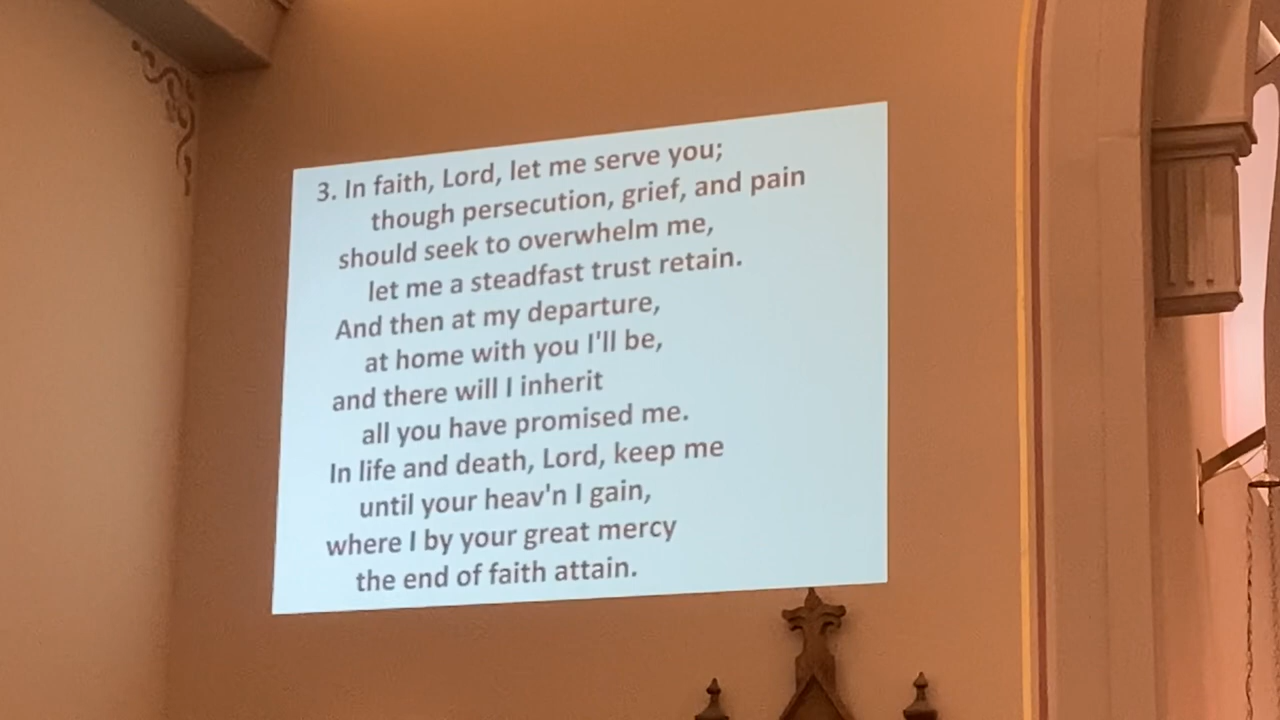 3. In faith, Lord, let me serve you;
though persecution, grief, and pain
should seek to overwhelm me,
let me a steadfast trust retain.
And then at my departure,
at home with you I'll be,
and there will I inherit
all you have promised me.
In life and death, Lord, keep me
until your heav'n I gain,
where I by your great mercy
the end of faith attain.